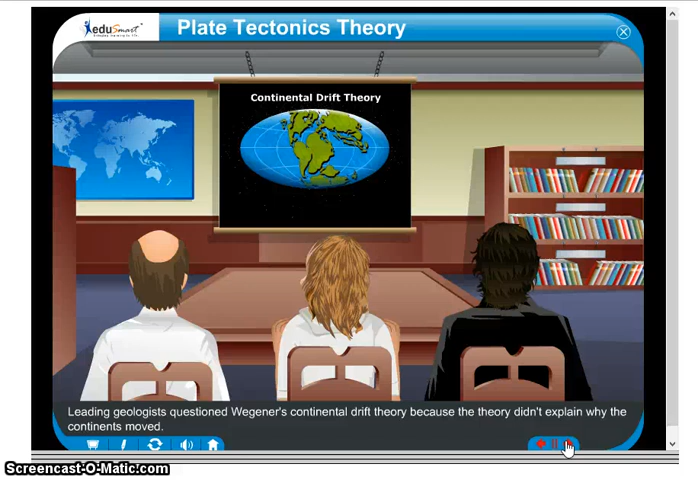 eduSmart
Plate Tectonics Theory
Continental Drift Theory
Leading geologists questioned Wegener's continental drift theory because the theory didn't explain why the
continents moved.
Screencast-O-Matic.com